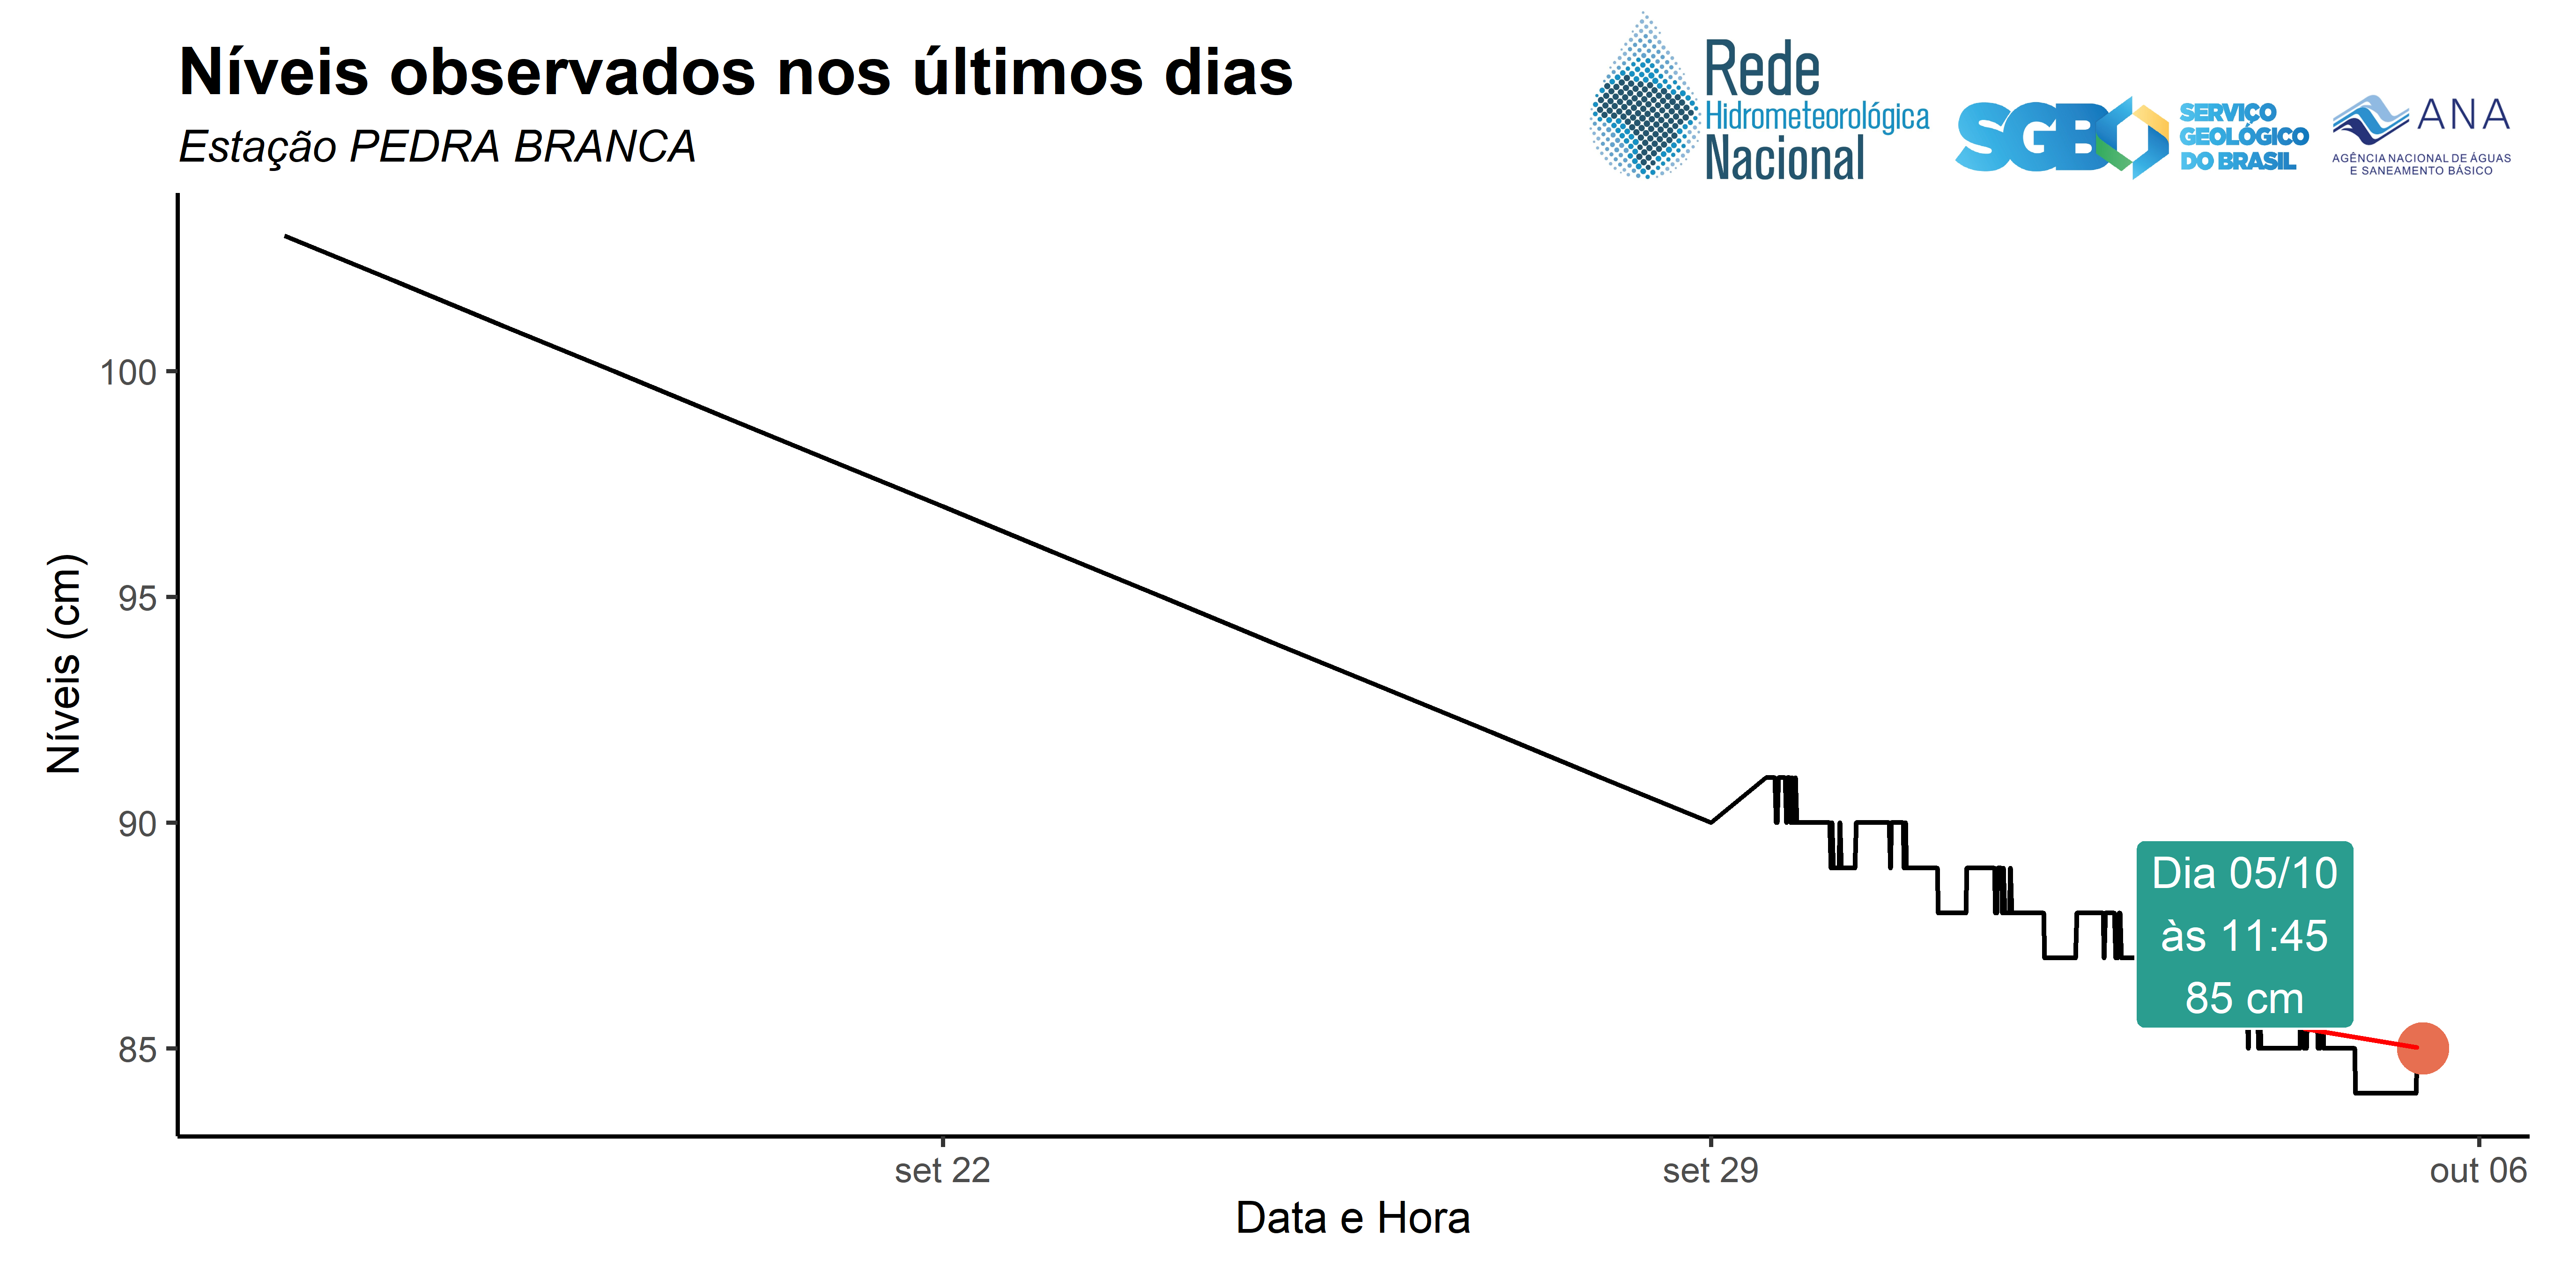 Níveis observados nos últimos dias
Estação PEDRA BRANCA
Rede
Hidrometeorológica
Nacional
SGB
SERVIÇO
GEOLÓGICO
DO BRASIL
ANA
AGÊNCIA NACIONAL DE ÁGUAS
E SANEAMENTO BÁSICO
Níveis (cm)
100
95
90
85
Dia 05/10
às 11:45
85 cm
set 22
set 29
out 06
Data e Hora